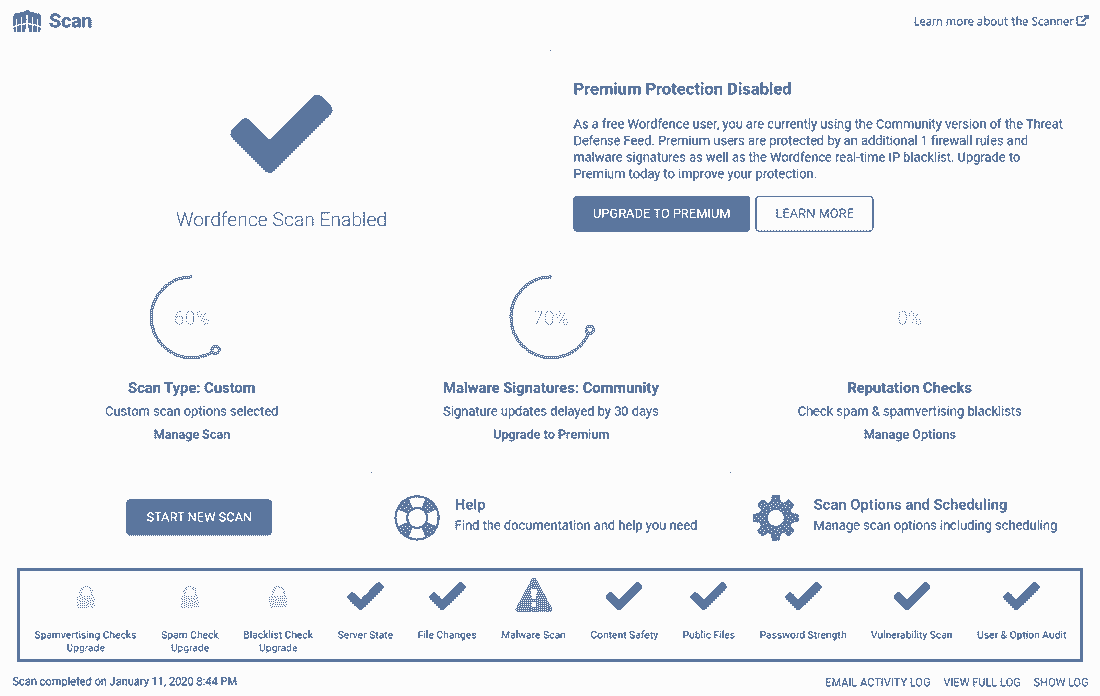 Scan
Learn more about the Scanner
Premium Protection Disabled
As a free Wordfence user, you are currently using the Community version of the Threat
Defense Feed. Premium users are protected by an additional 1 firewall rules and
malware signatures as well as the Wordfence real-time IP blacklist. Upgrade to
Premium today to improve your protection.
UPGRADE TO PREMIUM
LEARN MORE
Wordfence Scan Enabled
60%
Scan Type: Custom
Custom scan options selected
Manage Scan
70%
Malware Signatures: Community
Signature updates delayed by 30 days
Upgrade to Premium
0%
Reputation Checks
Check spam & spamvertising blacklists
Manage Options
START NEW SCAN
Help
Find the documentation and help you need
Scan Options and Scheduling
Manage scan options including scheduling
Spamvertising Checks
Upgrade
Spam Check
Upgrade
Blacklist Check
Upgrade
Server State
File Changes
Malware Scan
Content Safety
Public Files
Password Strength
Vulnerability Scan
User & Option Audit
Scan completed on January 11, 2020 8:44 PM
EMAIL ACTIVITY LOG
VIEW FULL LOG
SHOW LOG